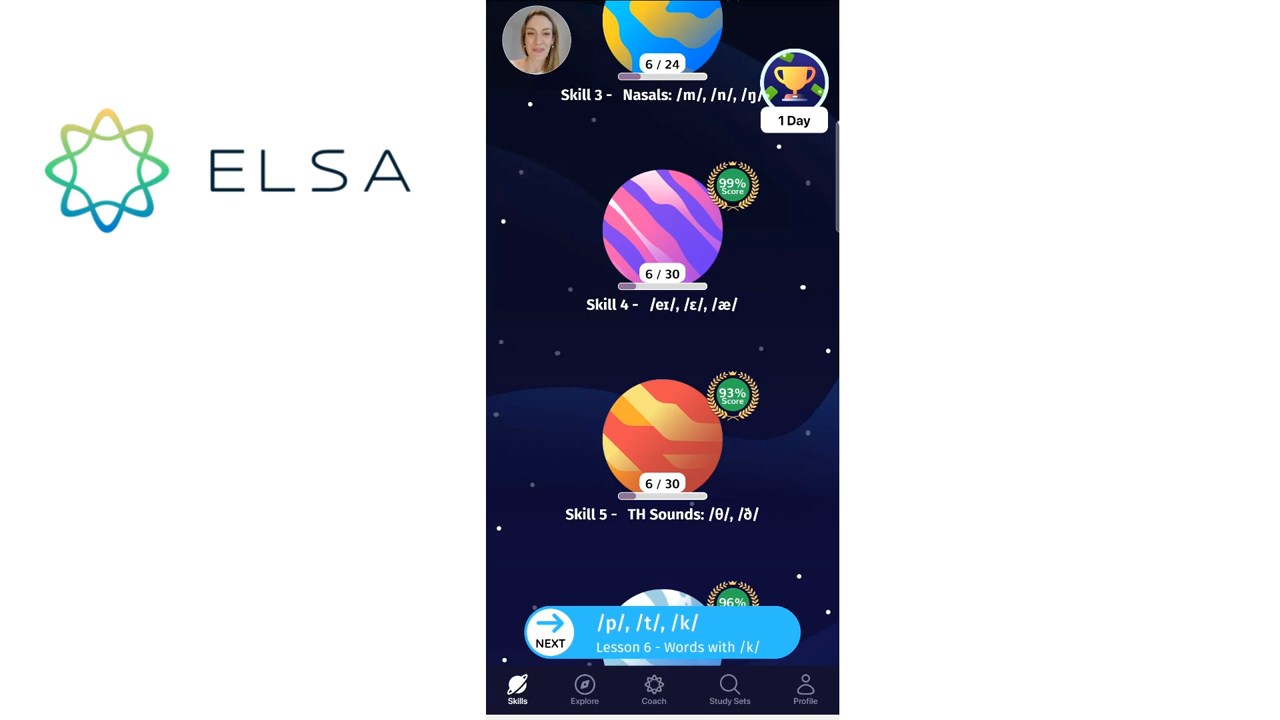 ELSA
6 / 24
Skill 3 - Nasals: /m/, /n/, /ŋ/
1 Day
99%
Score
6 / 30
Skill 4 - /eɪ/, /ɛ/, /æ/
93%
Score
6 / 30
Skill 5 - TH Sounds: /θ/, /ð/
96%
NEXT
/p/, /t/, /k/
Lesson 6 - Words with /k/
Skills
Explore
Coach
Study Sets
Profile